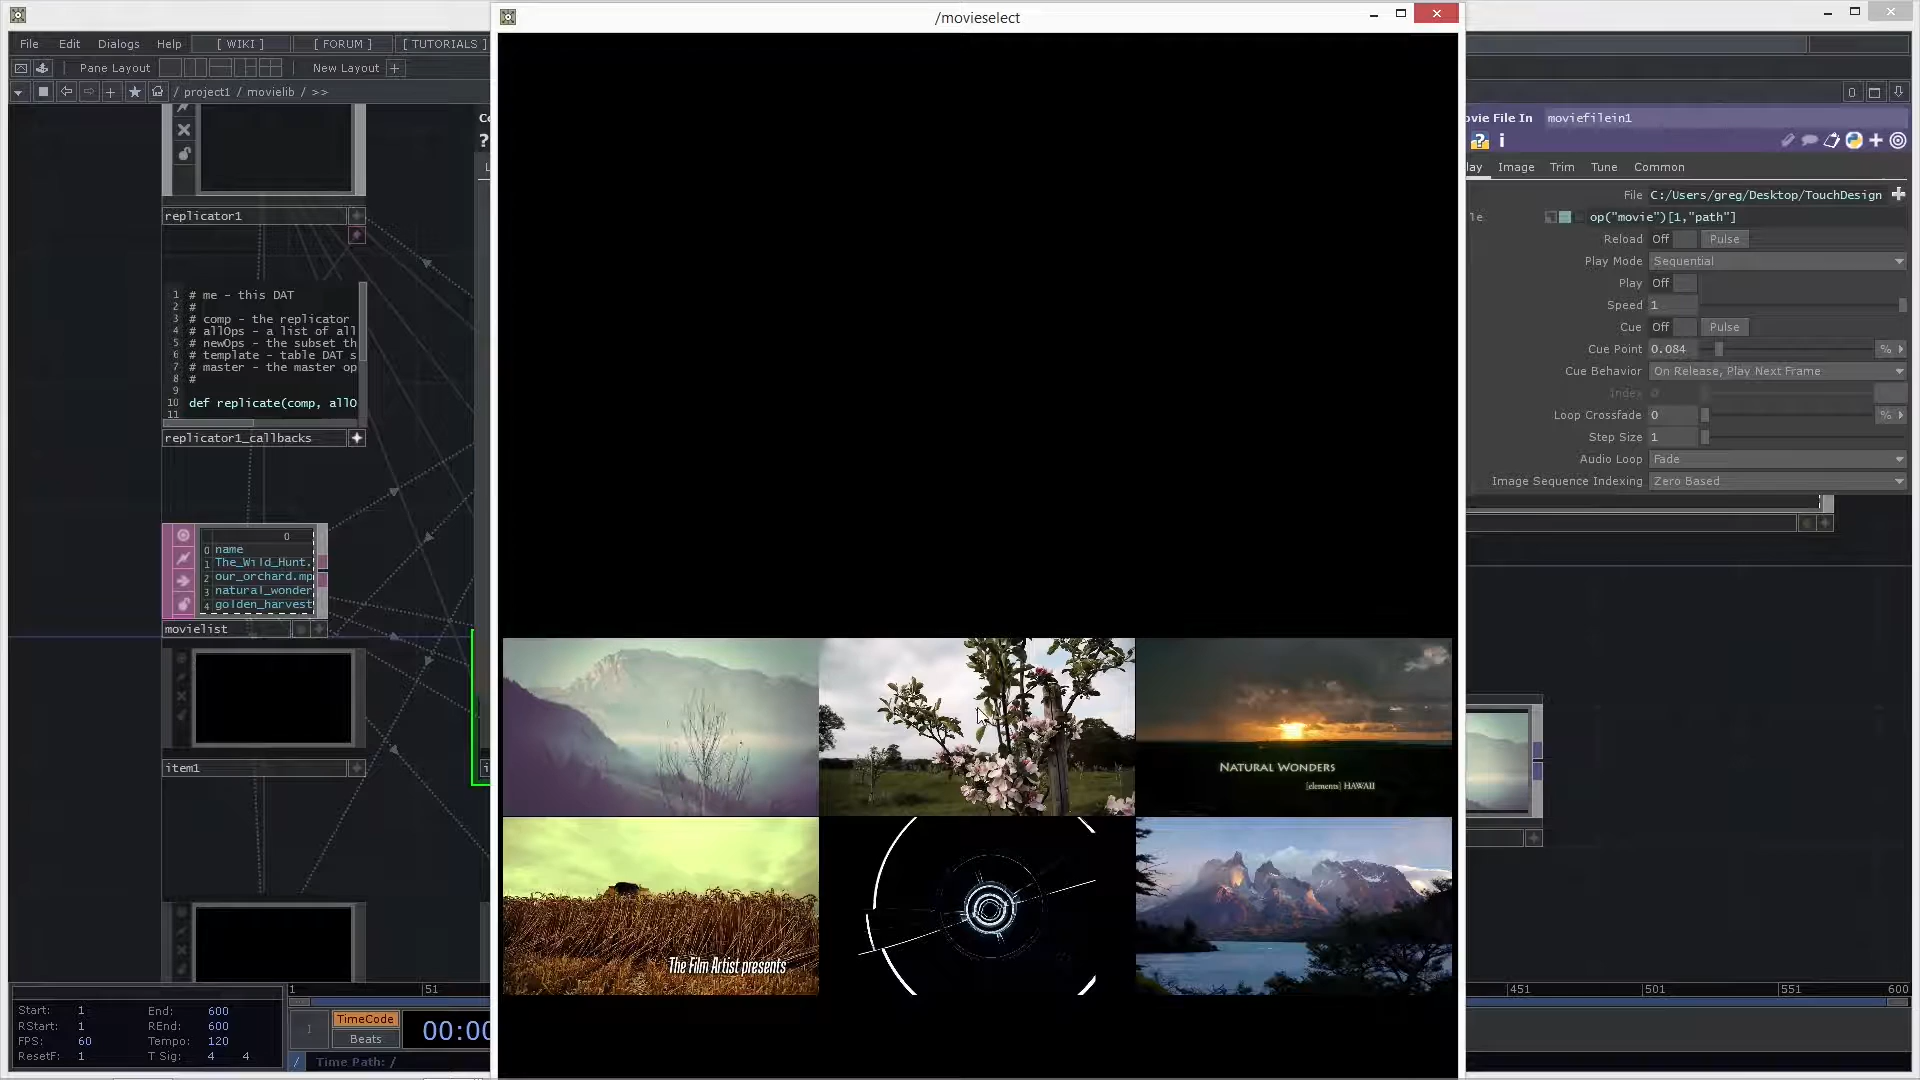 /movieselect
File Edit Dialogs Help [ WIKI ] [ FORUM ] [ TUTORIALS ]
Pane Layout New Layout +
/ project1 / movielib / >>
replicator1
1 # me - this DAT
2 #
3 # comp - the replicator
4 # allOps - a list of all
5 # newOps - the subset th
6 # template - table DAT s
7 # master - the master op
8 #
9
10 def replicate(comp, allO
11
replicator1_callbacks
0
0 name
1 The_Wild_Hunt.
2 our_orchard.mp
3 natural_wonder
4 golden_harvest
movielist
item1
Co
?
L
i
NATURAL WONDERS
[elements] HAWAII
The Film Artist presents
ovie File In moviefilein1
? i
lay Image Trim Tune Common
File C:/Users/greg/Desktop/TouchDesign
le op("movie")[1,"path"]
Reload Off Pulse
Play Mode Sequential
Play Off
Speed 1
Cue Off Pulse
Cue Point 0.084 %
Cue Behavior On Release, Play Next Frame
Index 0
Loop Crossfade 0 %
Step Size 1
Audio Loop Fade
Image Sequence Indexing Zero Based
Start: 1 End: 600
RStart: 1 REnd: 600
FPS: 60 Tempo: 120
ResetF: 1 T Sig: 4 4
1 51
1 TimeCode
Beats
00:00
/ Time Path: /
451 501 551 600